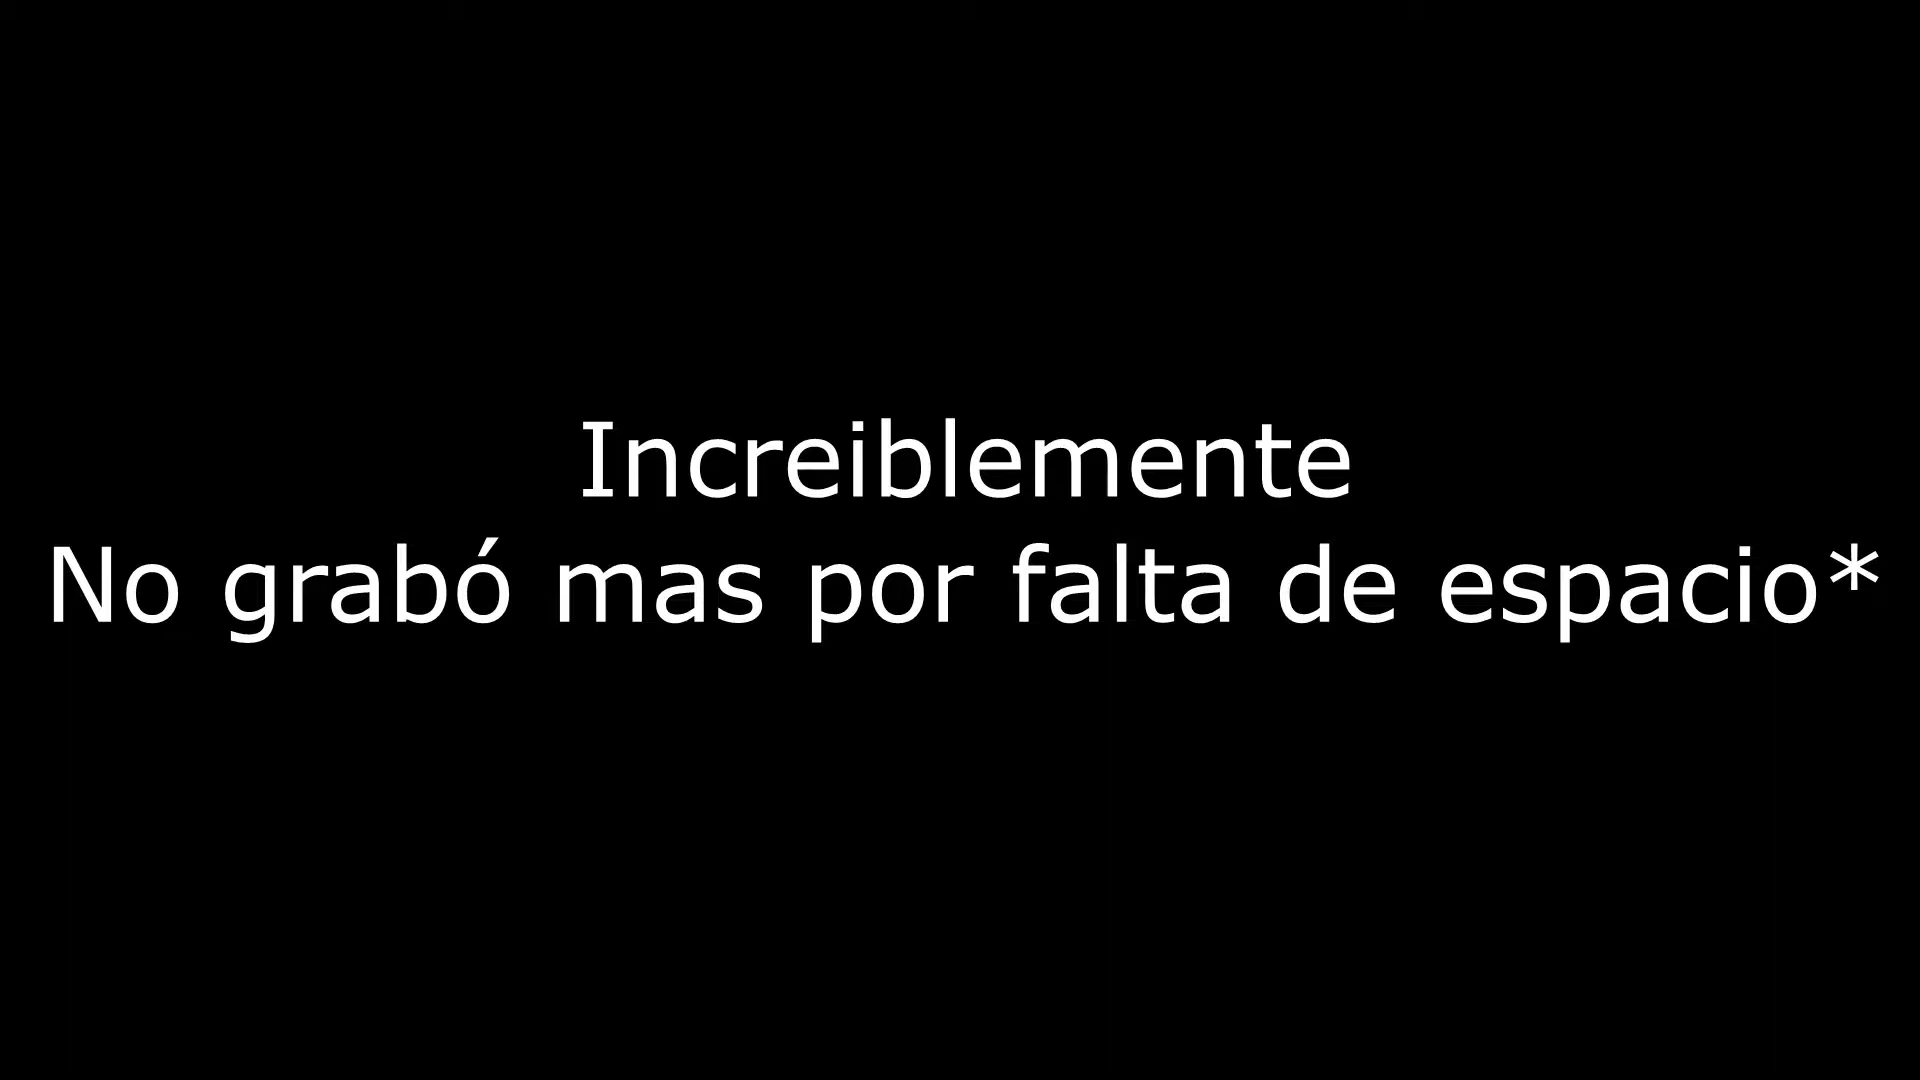 Increiblemente
No grabó mas por falta de espacio*